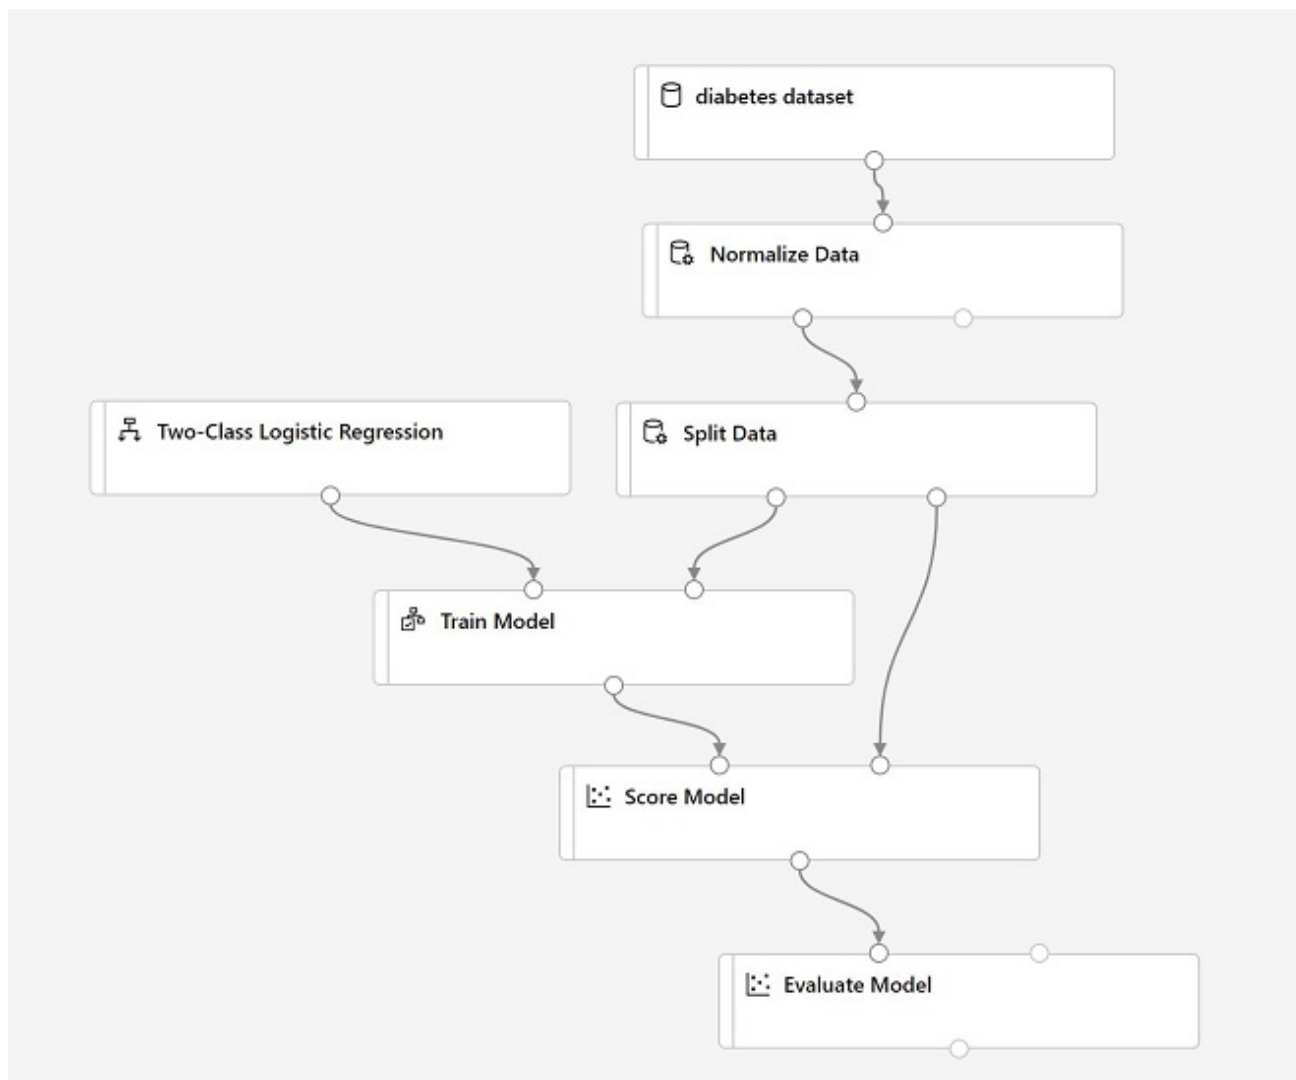 diabetes dataset
Normalize Data
Two-Class Logistic Regression
Split Data
Train Model
Score Model
Evaluate Model